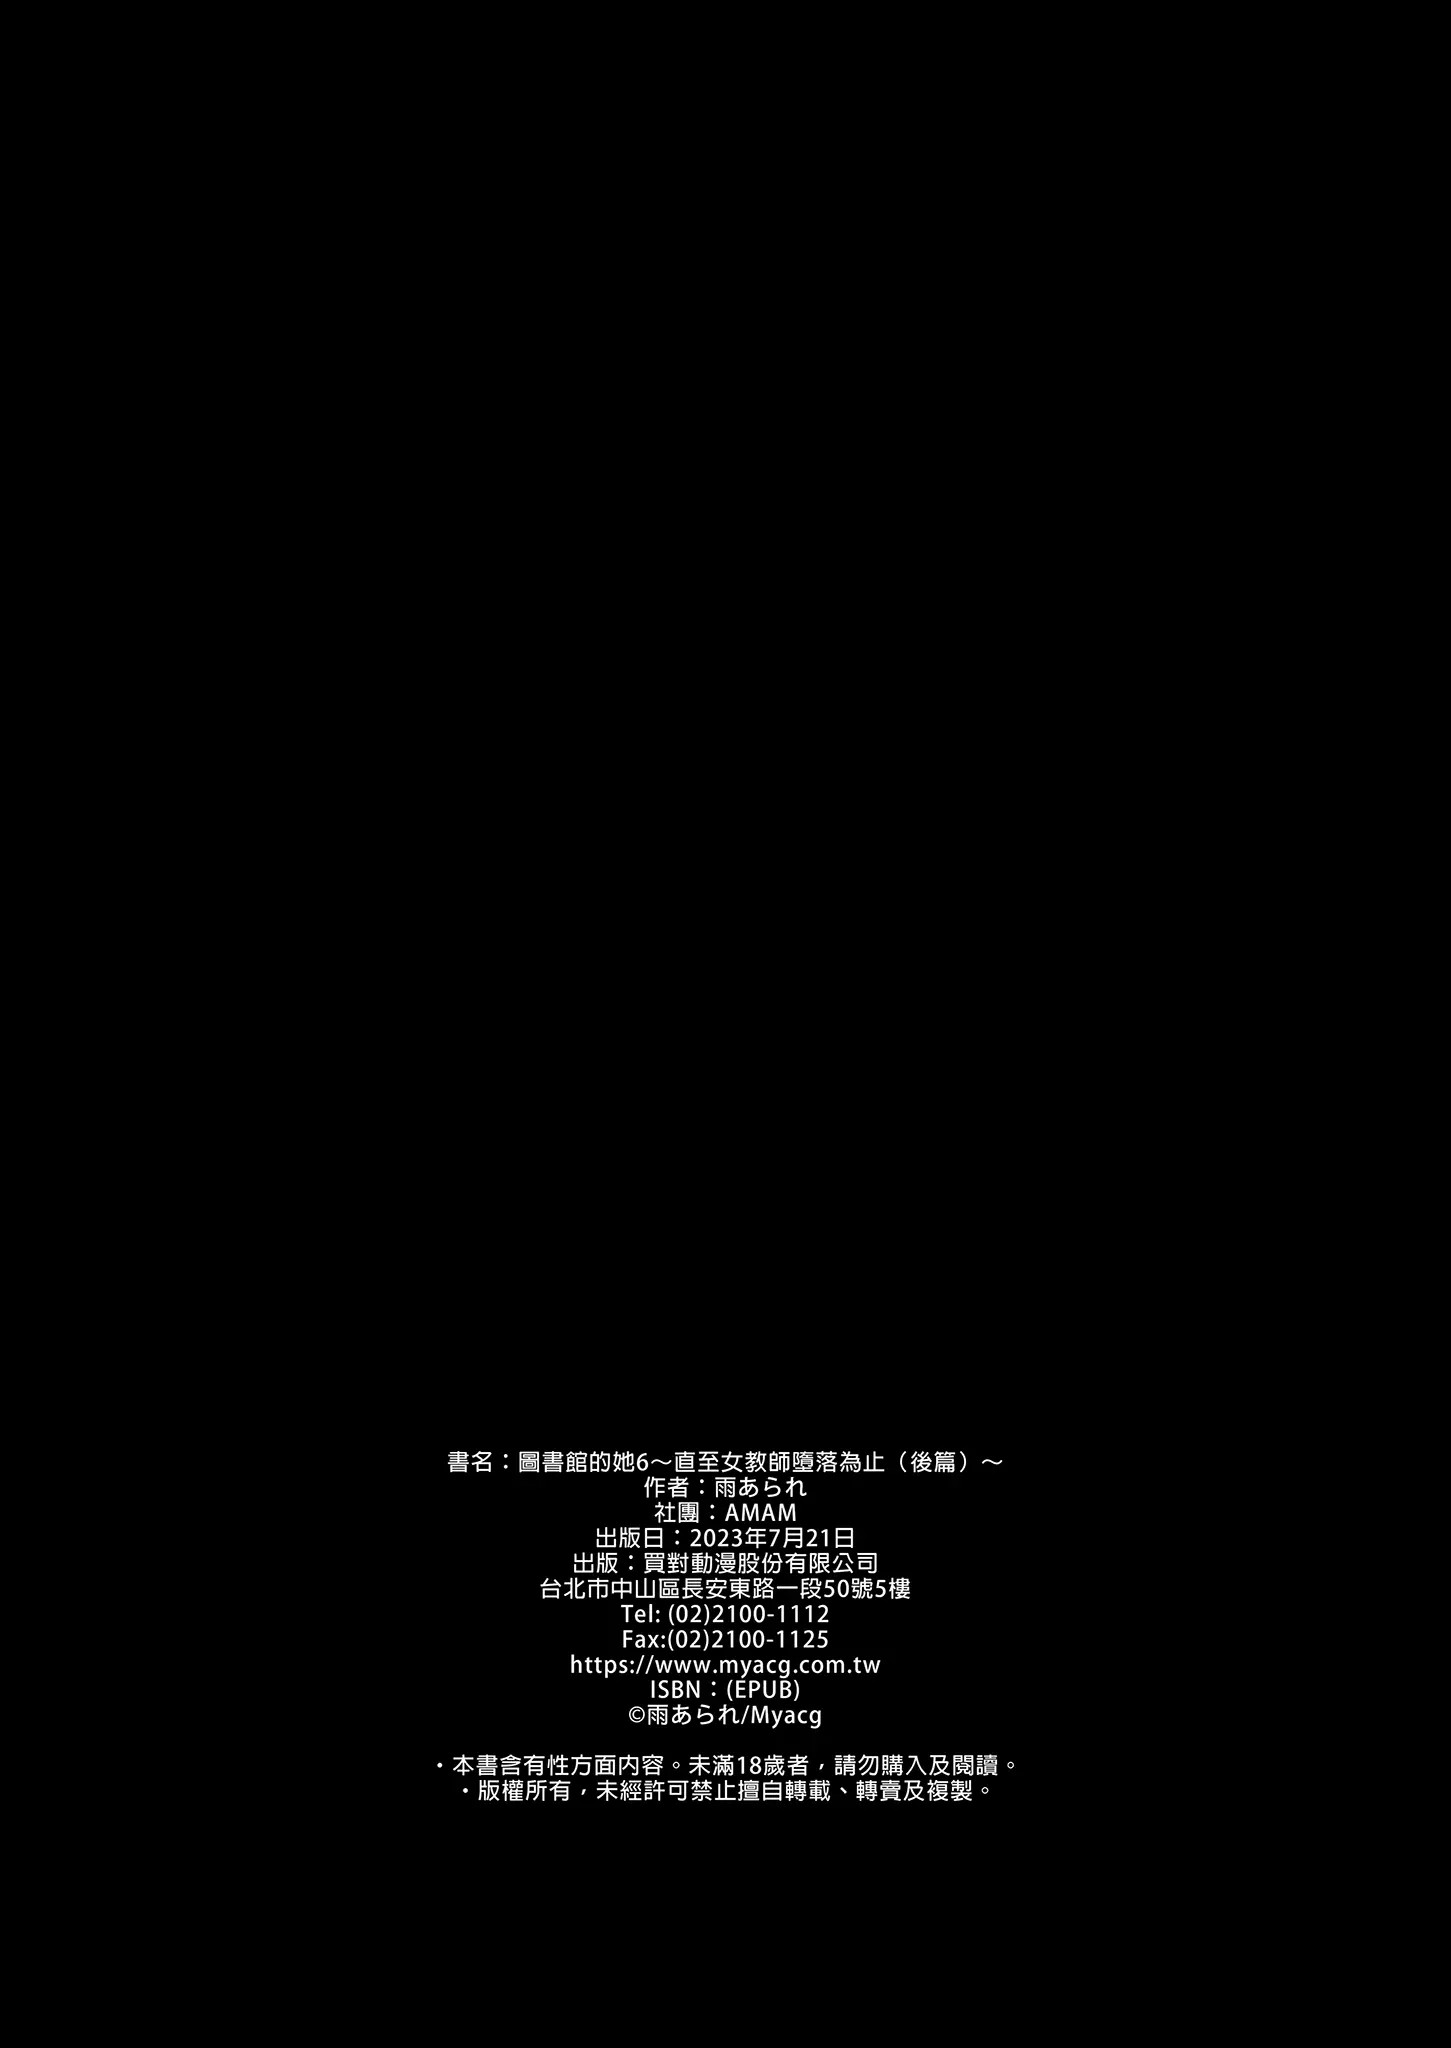 書名：圖書館的她6～直至女教師墮落為止（後篇）～
作者：雨あられ
社團：AMAM
出版日：2023年7月21日
出版：買對動漫股份有限公司
台北市中山區長安東路一段50號5樓
Tel: (02)2100-1112
Fax:(02)2100-1125
https://www.myacg.com.tw
ISBN：(EPUB)
©雨あられ/Myacg
・本書含有性方面內容。未滿18歲者，請勿購入及閱讀。
・版權所有，未經許可禁止擅自轉載、轉賣及複製。